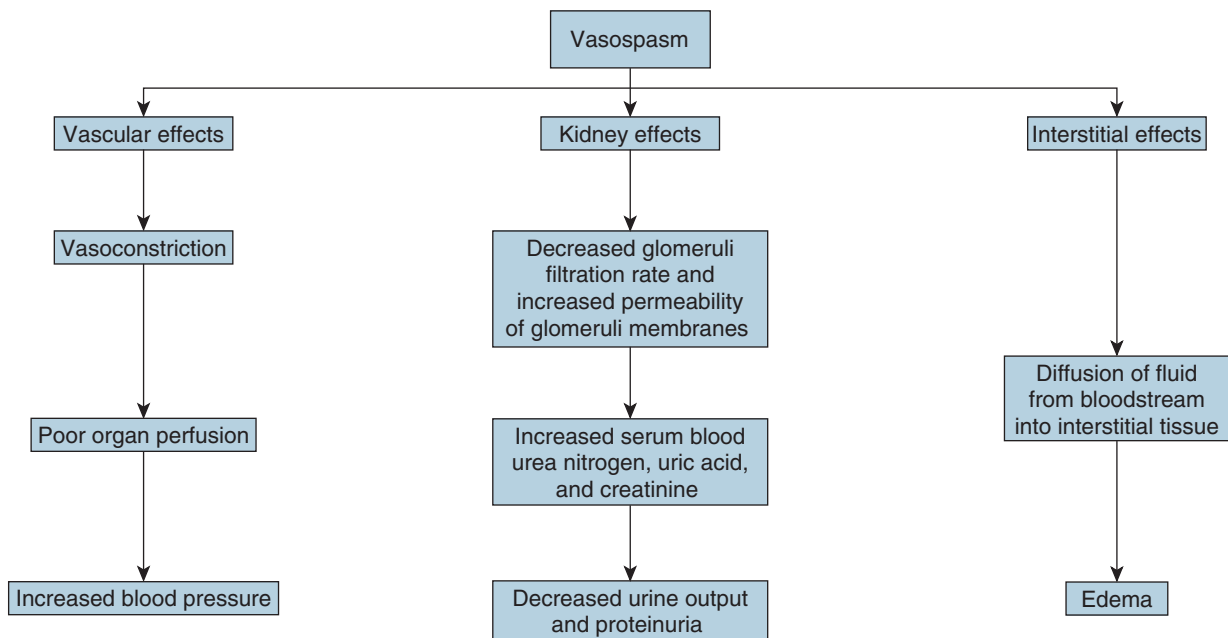 Vasospasm
Vascular effects
Kidney effects
Interstitial effects
Vasoconstriction
Decreased glomeruli
filtration rate and
increased permeability
of glomeruli membranes
Diffusion of fluid
from bloodstream
into interstitial tissue
Poor organ perfusion
Increased serum blood
urea nitrogen, uric acid,
and creatinine
Increased blood pressure
Decreased urine output
and proteinuria
Edema